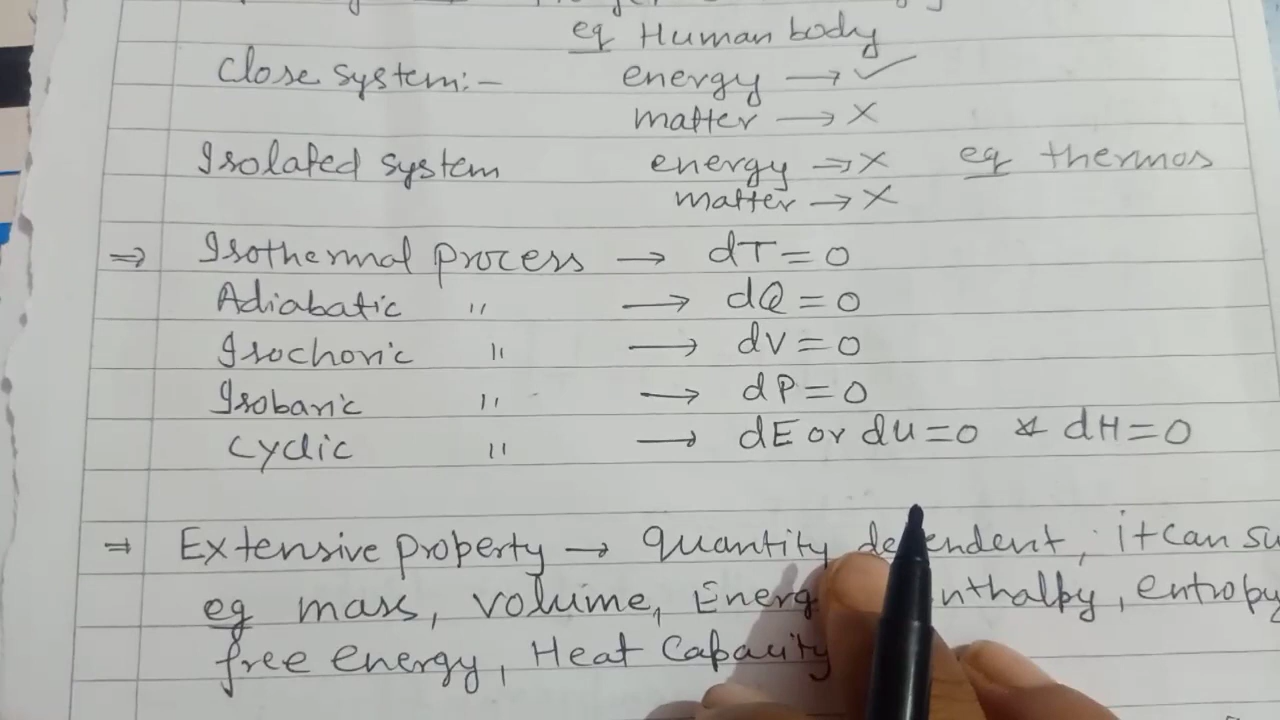 eg Human body
Close system:- energy → ✓
matter → ×
Isolated system energy → × eg thermos
matter → ×
⇒ Isothermal process → dT = 0
Adiabatic " → dQ = 0
Isochoric " → dV = 0
Isobaric " → dP = 0
Cyclic " → dE or dU = 0 & dH = 0
⇒ Extensive property → quantity dependent, it can su
eg mass, volume, Energ nthalpy, entropy
free energy, Heat Capacity